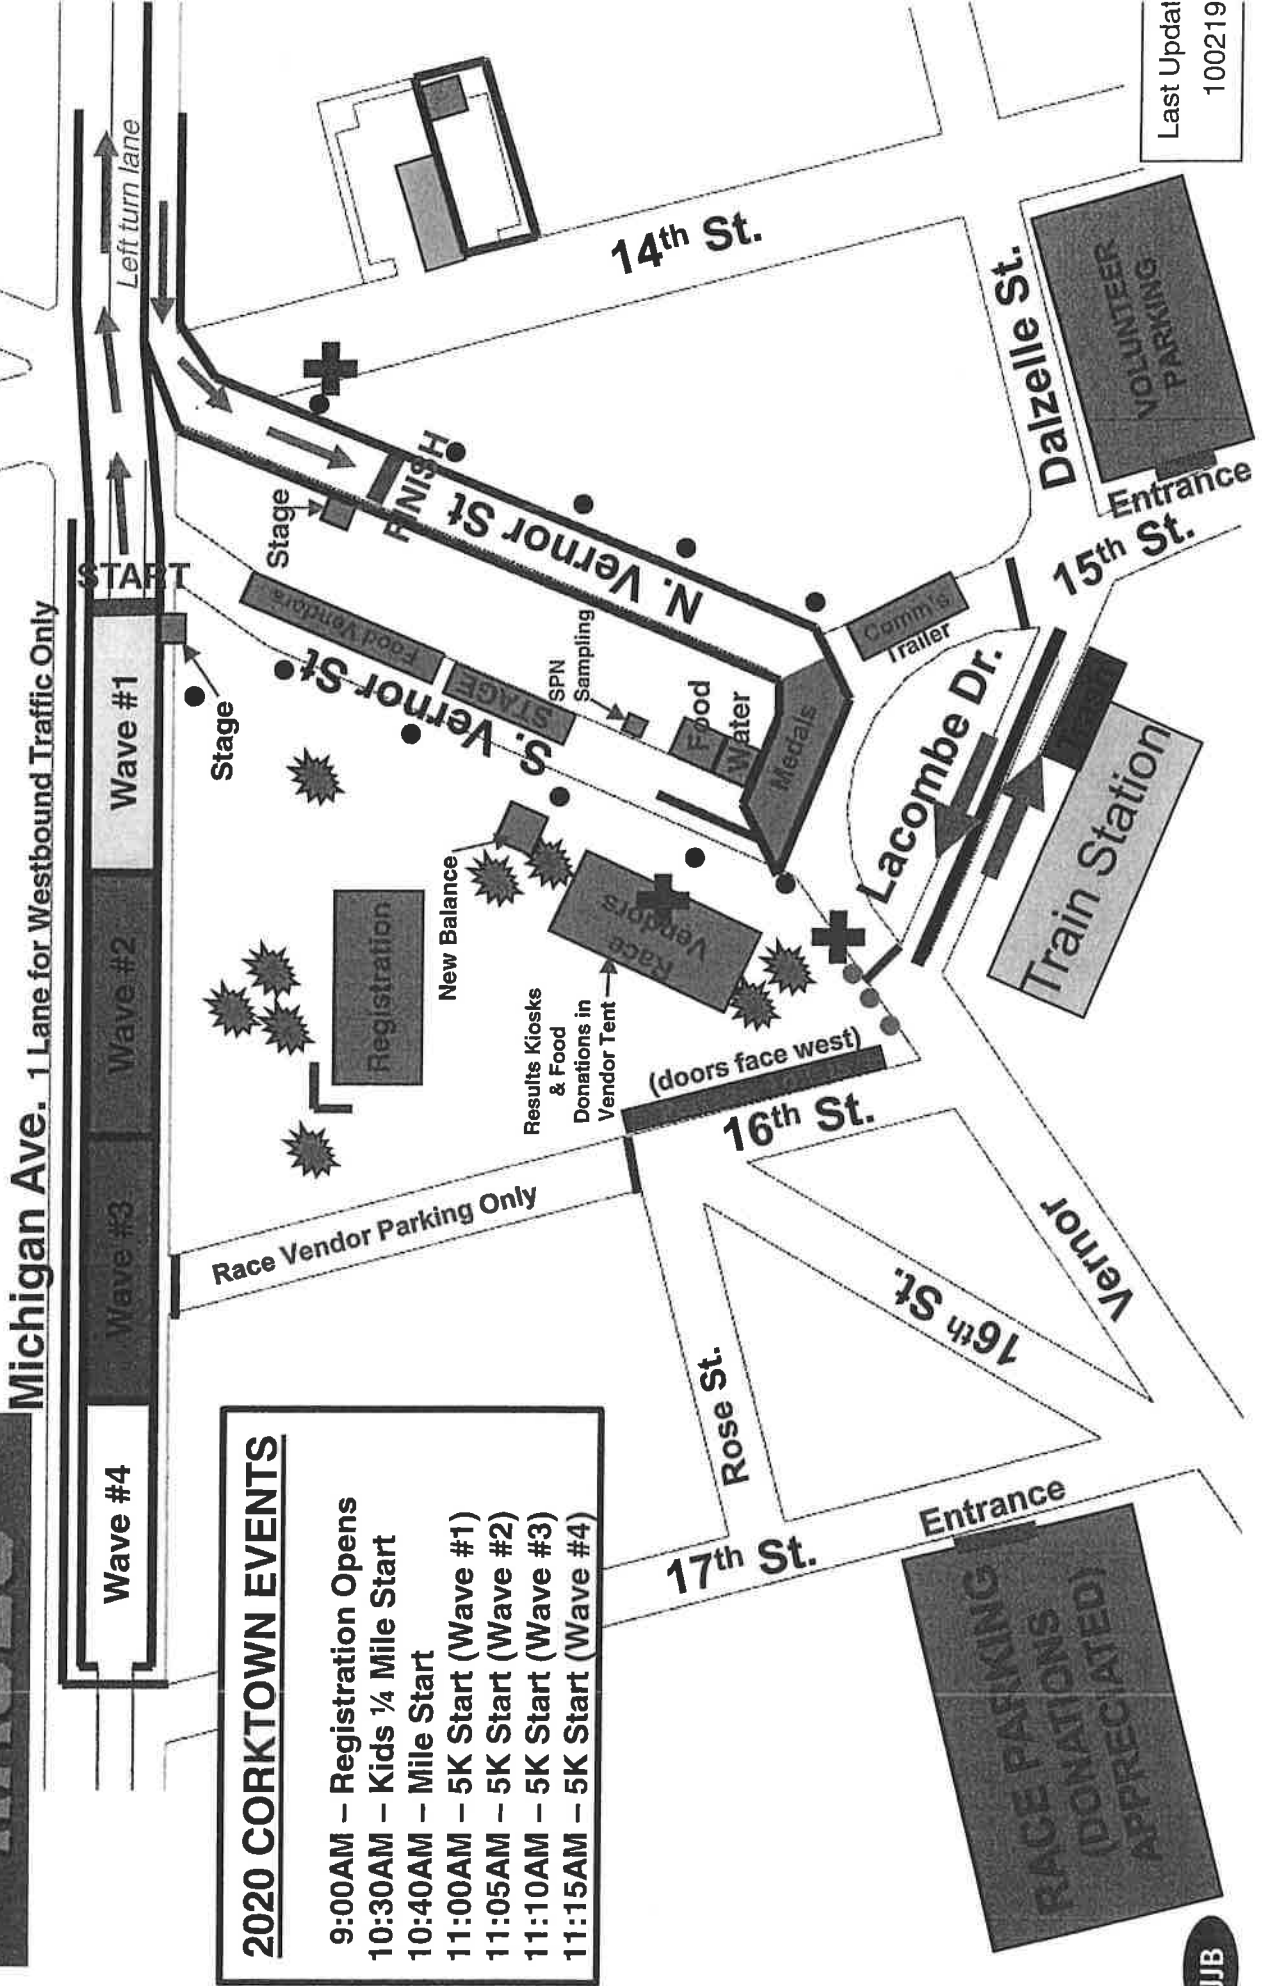 Michigan Ave. 1 Lane for Westbound Traffic Only
Left turn lane
START
Wave #1
Wave #2
Wave #3
Wave #4
Stage
Stage
FINISH
N. Vernor St
S. Vernor St
Food Vendors
STAGE
SPN
Sampling
Food
Water
Medals
Comm's
Trailer
14th St.
Dalzelle St.
VOLUNTEER
PARKING
Entrance
15th St.
Lacombe Dr.
Trash
Train Station
New Balance
Registration
Race
Vendors
Results Kiosks
& Food
Donations in
Vendor Tent
(doors face west)
16th St.
Race Vendor Parking Only
Rose St.
16th St.
Vernor
17th St.
Entrance
RACE PARKING
(DONATIONS
APPRECIATED)
2020 CORKTOWN EVENTS
9:00AM – Registration Opens
10:30AM – Kids ¼ Mile Start
10:40AM – Mile Start
11:00AM – 5K Start (Wave #1)
11:05AM – 5K Start (Wave #2)
11:10AM – 5K Start (Wave #3)
11:15AM – 5K Start (Wave #4)
Last Updat
100219
JB